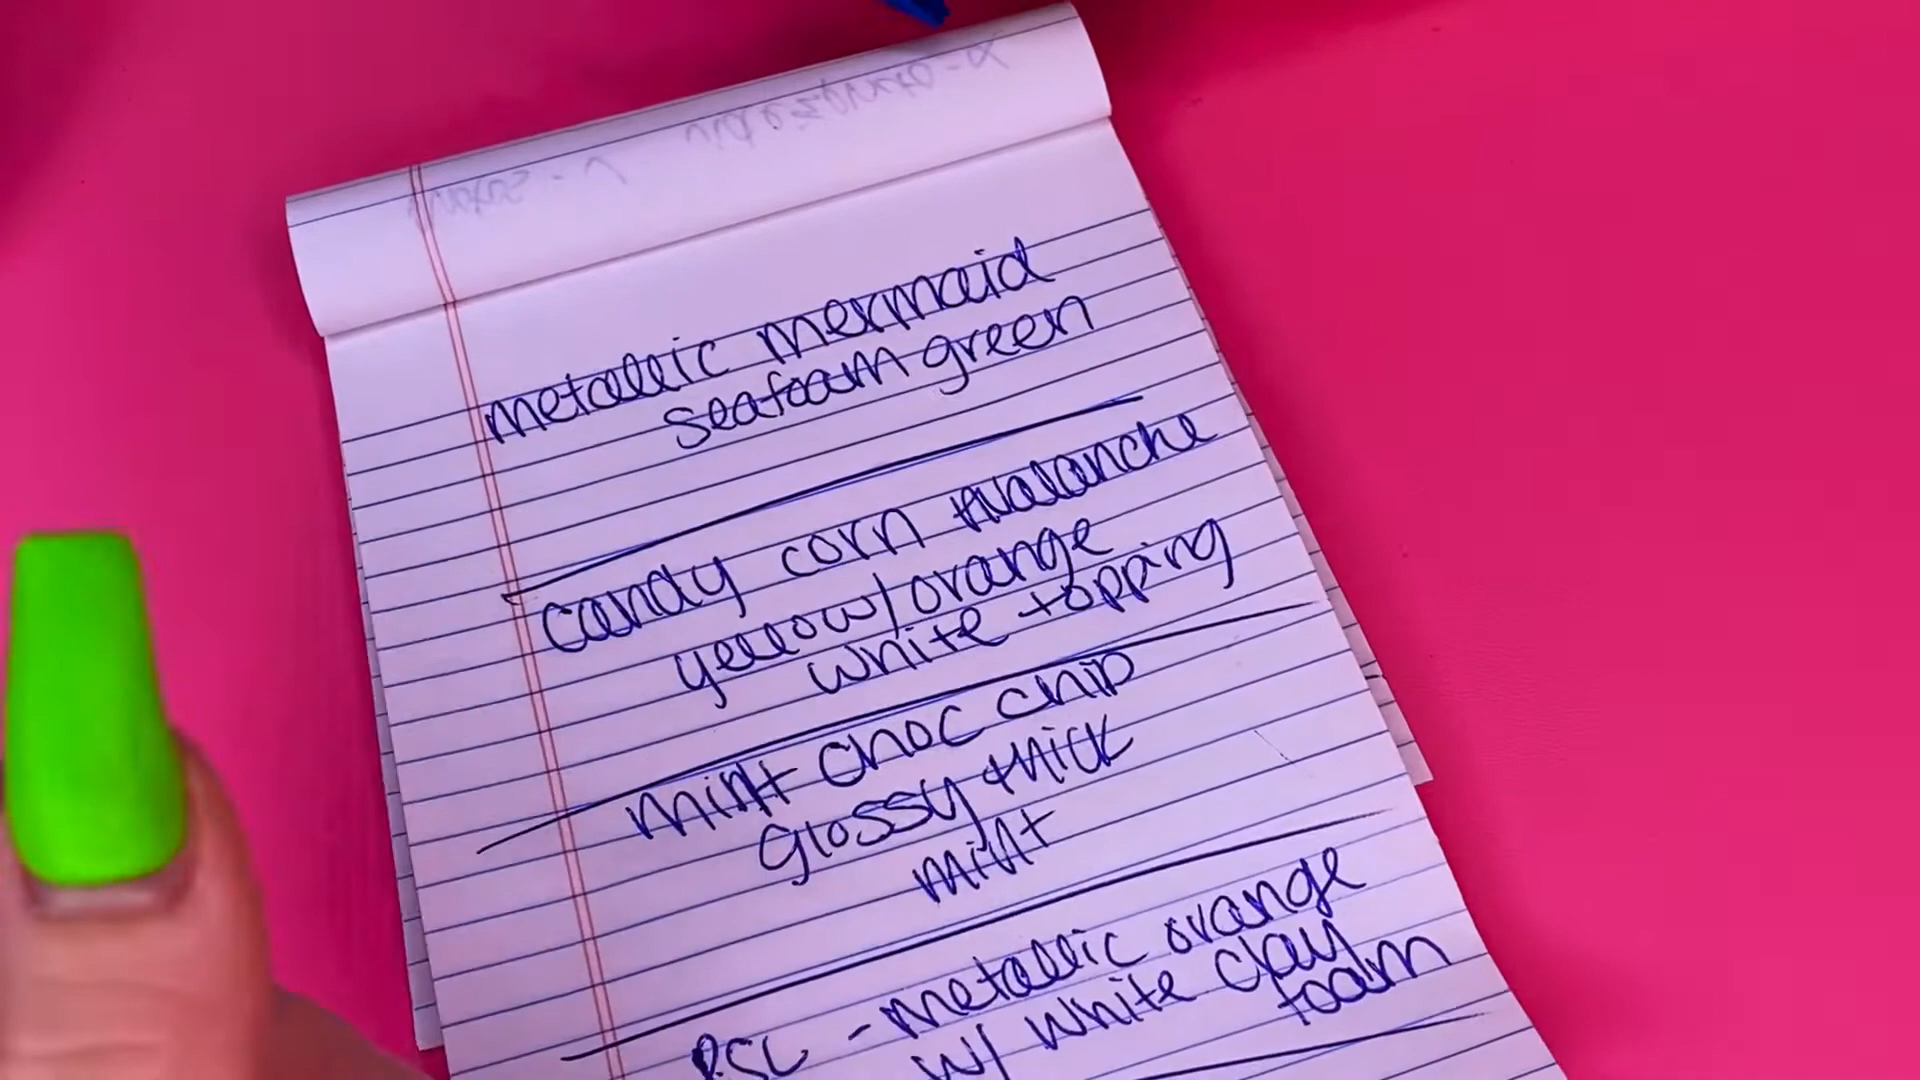 metallic mermaid
seafoam green
candy corn avalanche
yellow/orange
white topping
mint choc chip
glossy thick
mint
PSL - metallic orange
w/ white clay
foam